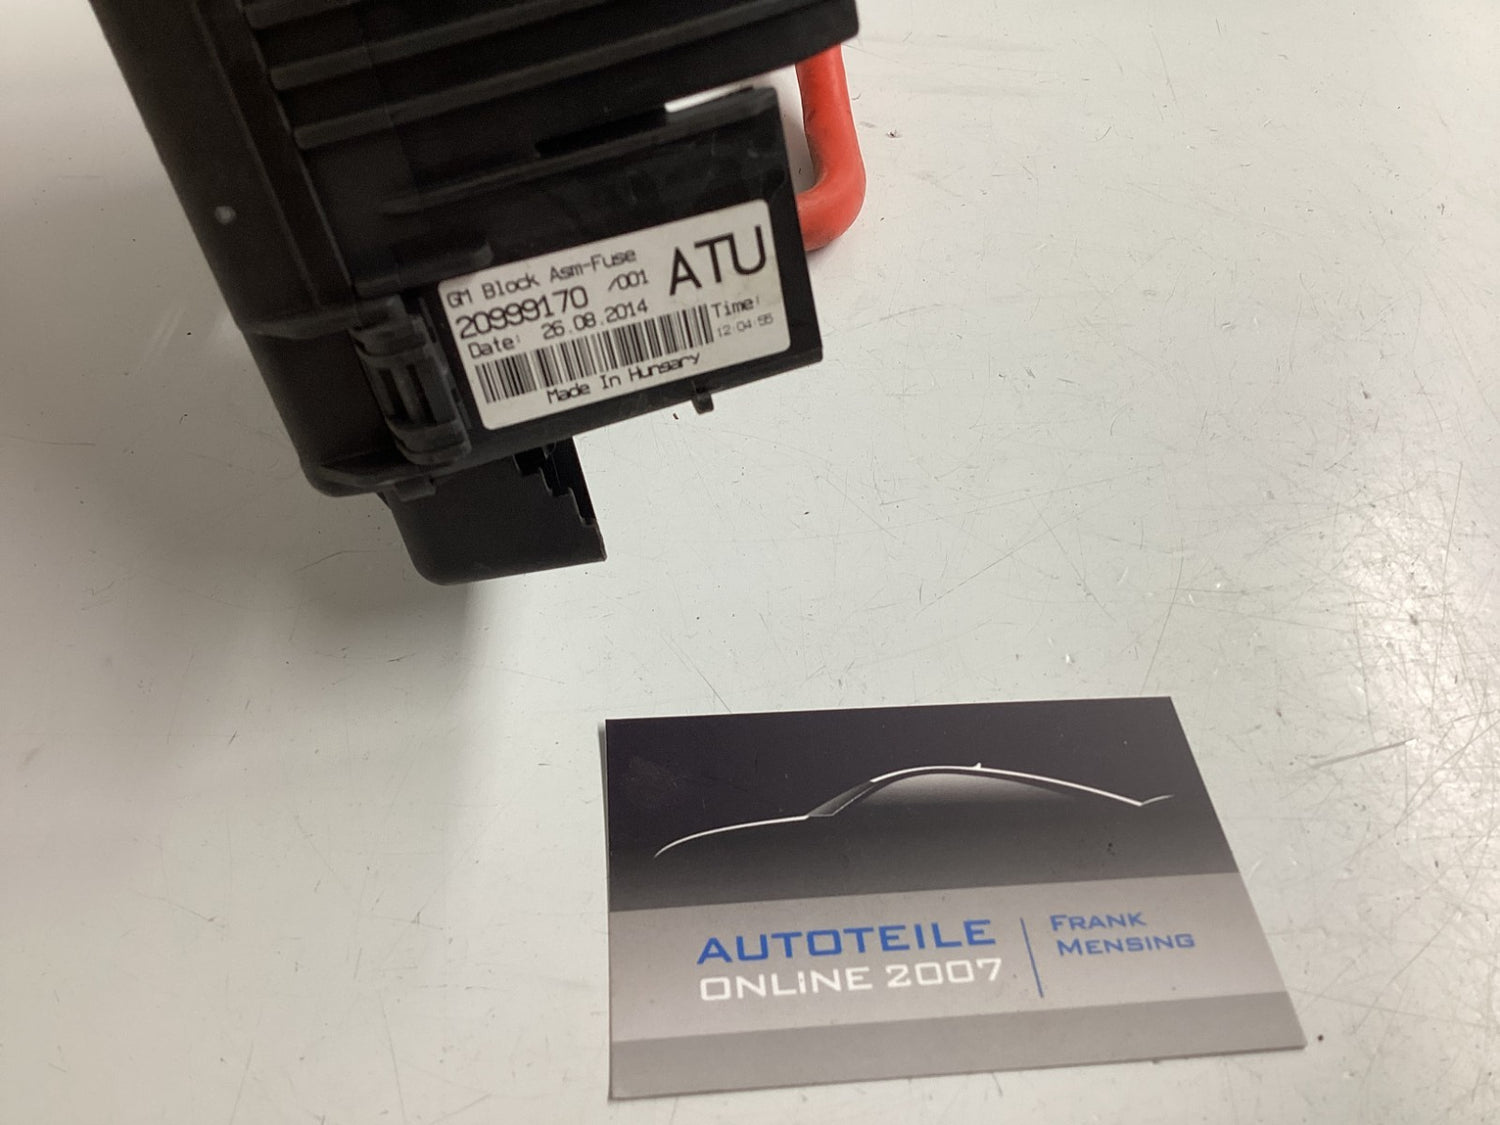 GM Block Asm-Fuse
20999170 /001 ATU
Date: 26.08.2014 Time:
12:04:55
Made In Hungary
AUTOTEILE
ONLINE 2007
FRANK
MENSING